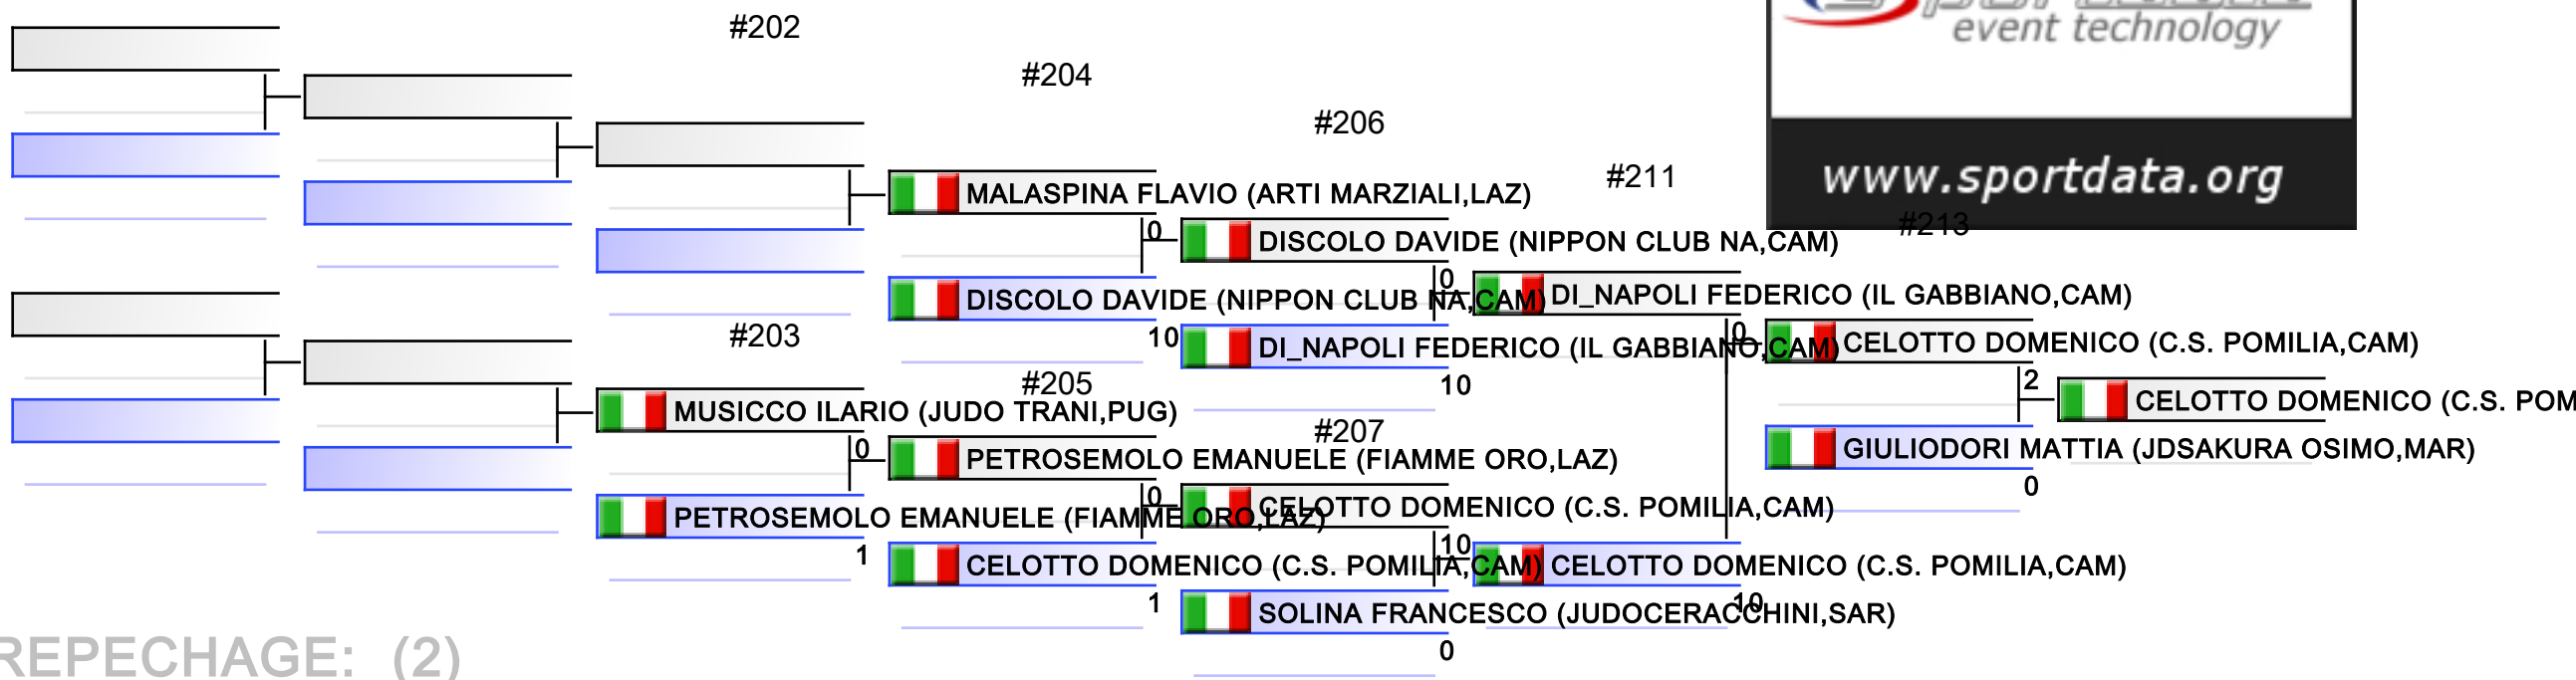 event technology
www.sportdata.org
#202
#204
#206
#211
#213
MALASPINA FLAVIO (ARTI MARZIALI,LAZ)
0
DISCOLO DAVIDE (NIPPON CLUB NA,CAM)
0
DISCOLO DAVIDE (NIPPON CLUB NA,CAM)
10
DI_NAPOLI FEDERICO (IL GABBIANO,CAM)
0
DI_NAPOLI FEDERICO (IL GABBIANO,CAM)
10
CELOTTO DOMENICO (C.S. POMILIA,CAM)
2
CELOTTO DOMENICO (C.S. POM
GIULIODORI MATTIA (JDSAKURA OSIMO,MAR)
0
#203
#205
#207
MUSICCO ILARIO (JUDO TRANI,PUG)
0
PETROSEMOLO EMANUELE (FIAMME ORO,LAZ)
0
PETROSEMOLO EMANUELE (FIAMME ORO,LAZ)
1
CELOTTO DOMENICO (C.S. POMILIA,CAM)
10
CELOTTO DOMENICO (C.S. POMILIA,CAM)
1
CELOTTO DOMENICO (C.S. POMILIA,CAM)
10
SOLINA FRANCESCO (JUDOCERACCHINI,SAR)
0
REPECHAGE: (2)